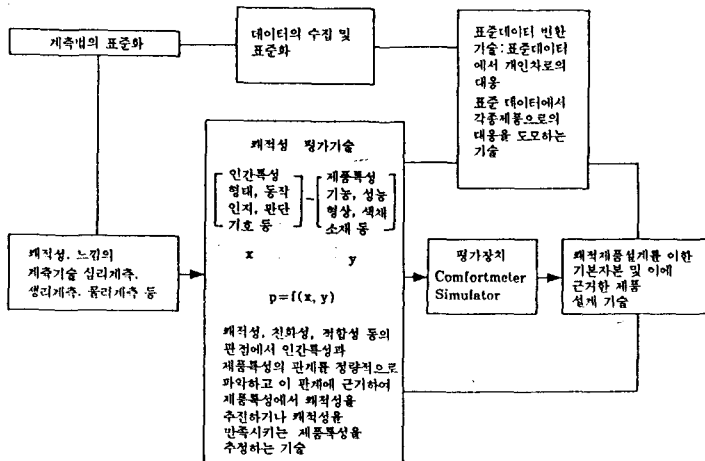 계측법의 표준화
데이터의 수집 및
표준화
표준데이터 변환
기술:표준데이터
에서 개인차로의
대응
표준 데이터에서
각종제품으로의
대응을 도모하는
기술
쾌적성 평가기술
인간특성
형태, 동작
인지, 판단
기호 등
제품특성
기능, 성능
형상, 색채
소재 등
x y
p=f(x, y)
쾌적성, 친화성, 적합성 등의
관점에서 인간특성과
제품특성의 관계를 정량적으로
파악하고 이 관계에 근거하여
제품특성에서 쾌적성을
추진하거나 쾌적성을
만족시키는 제품특성을
추정하는 기술
쾌적성, 느낌의
계측기술 심리계측,
생리계측, 물리계측 등
평가장치
Comfortmeter
Simulator
쾌적제품설계를 이한
기본자본 및 이에
근거한 제품
설계 기술